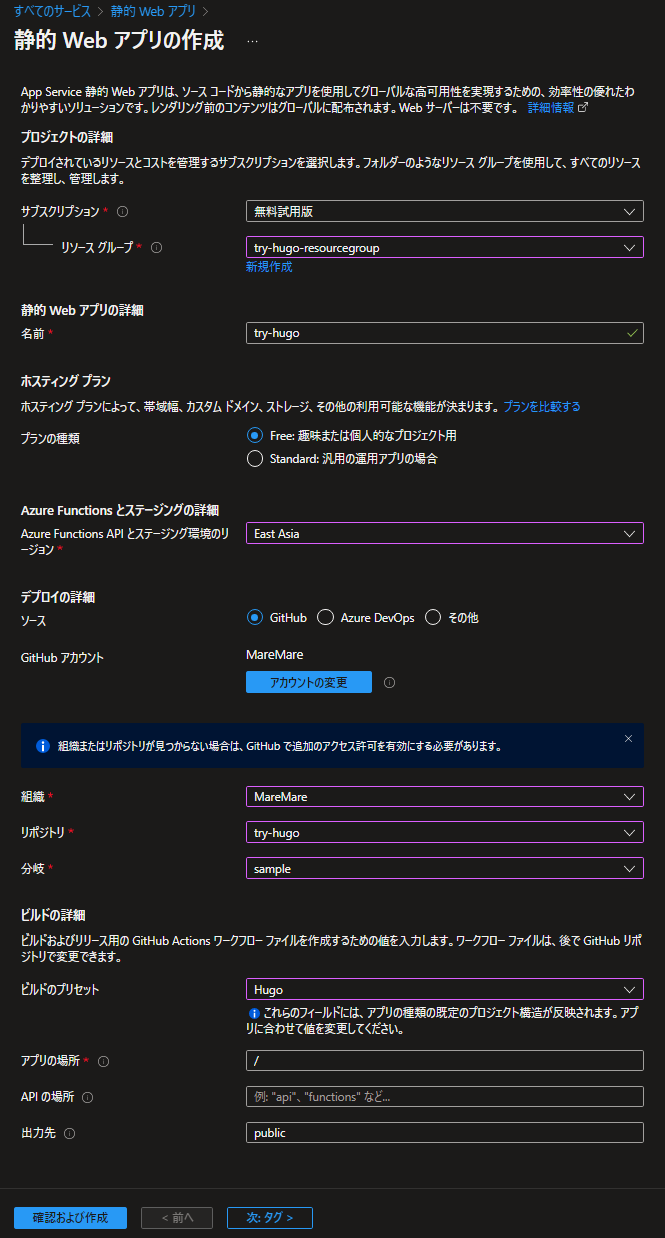 すべてのサービス > 静的 Web アプリ >
静的 Web アプリの作成 …
App Service 静的 Web アプリは、ソース コードから静的なアプリを使用してグローバルな高可用性を実現するための、効率性の優れたわ
かりやすいソリューションです。レンダリング前のコンテンツはグローバルに配布されます。Web サーバーは不要です。 詳細情報
プロジェクトの詳細
デプロイされているリソースとコストを管理するサブスクリプションを選択します。フォルダーのようなリソース グループを使用して、すべてのリソース
を整理し、管理します。
サブスクリプション * 無料試用版
リソース グループ * try-hugo-resourcegroup
新規作成
静的 Web アプリの詳細
名前 * try-hugo
ホスティング プラン
ホスティング プランによって、帯域幅、カスタム ドメイン、ストレージ、その他の利用可能な機能が決まります。 プランを比較する
プランの種類 Free: 趣味または個人的なプロジェクト用
Standard: 汎用の運用アプリの場合
Azure Functions とステージングの詳細
Azure Functions API とステージング環境のリ
ージョン * East Asia
デプロイの詳細
ソース GitHub Azure DevOps その他
GitHub アカウント MareMare
アカウントの変更
組織またはリポジトリが見つからない場合は、GitHub で追加のアクセス許可を有効にする必要があります。
組織 * MareMare
リポジトリ * try-hugo
分岐 * sample
ビルドの詳細
ビルドおよびリリース用の GitHub Actions ワークフロー ファイルを作成するための値を入力します。ワークフロー ファイルは、後で GitHub リポ
ジトリで変更できます。
ビルドのプリセット Hugo
これらのフィールドには、アプリの種類の既定のプロジェクト構造が反映されます。アプ
リに合わせて値を変更してください。
アプリの場所 * /
API の場所 例: "api"、"functions" など...
出力先 public
確認および作成 < 前へ 次: タグ >